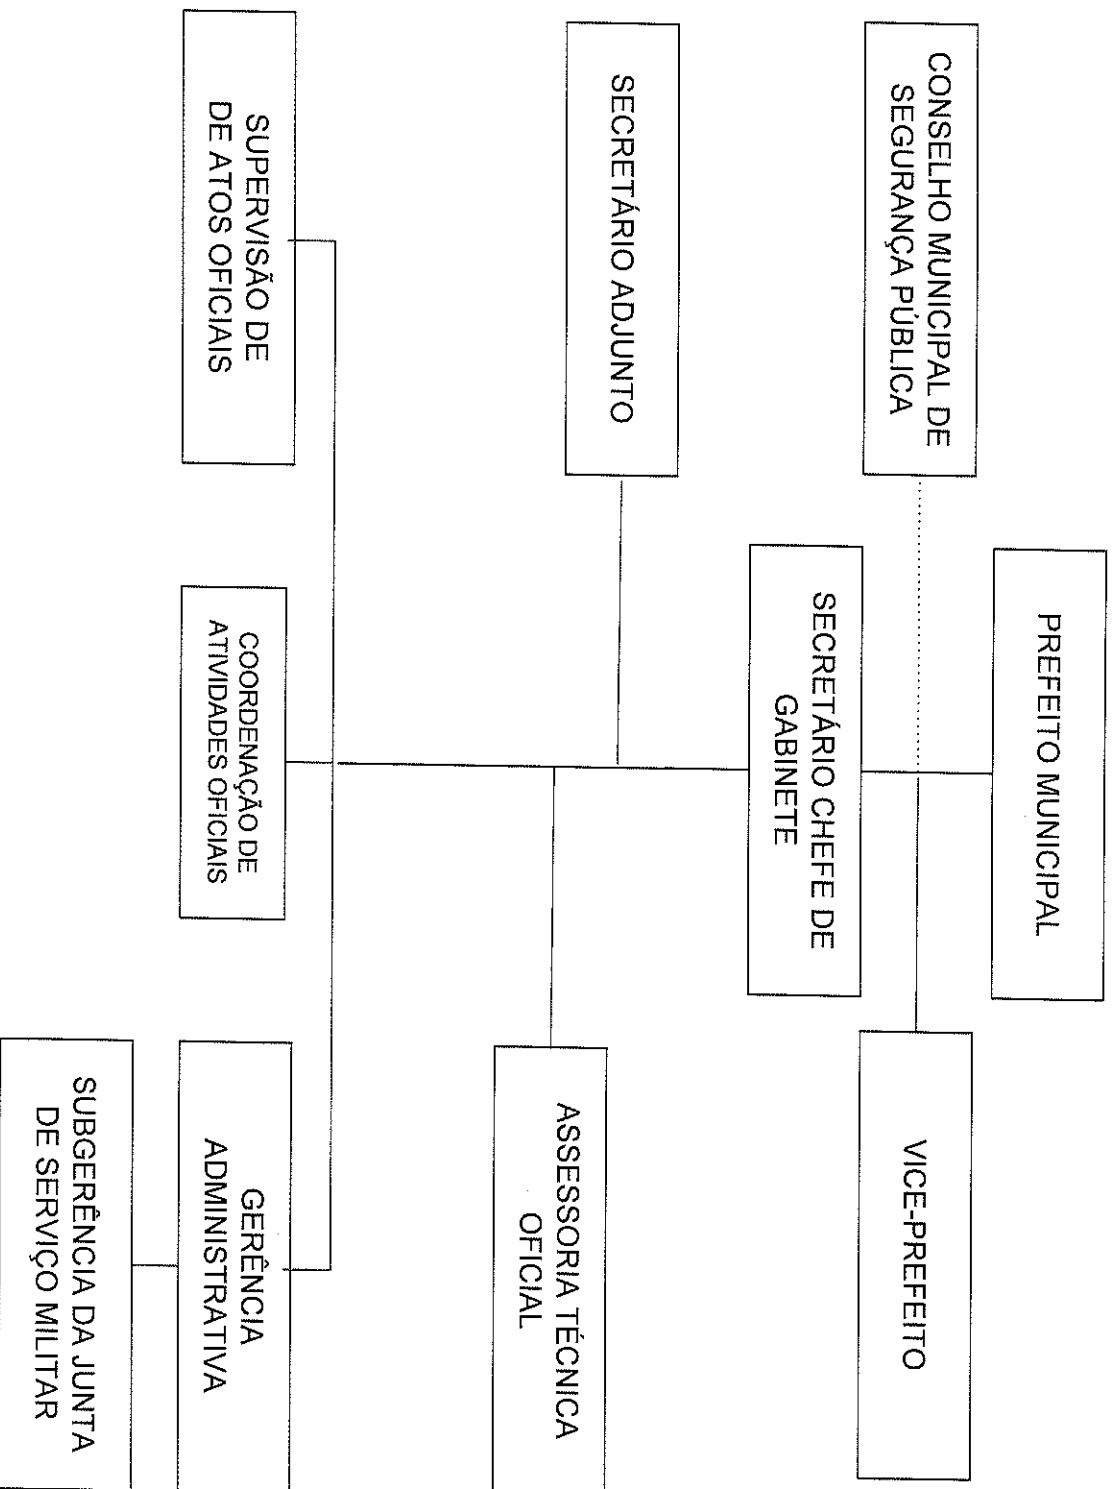 PREFEITO MUNICIPAL
CONSELHO MUNICIPAL DE
SEGURANÇA PÚBLICA
VICE-PREFEITO
SECRETÁRIO CHEFE DE
GABINETE
SECRETÁRIO ADJUNTO
ASSESSORIA TÉCNICA
OFICIAL
SUPERVISÃO DE
DE ATOS OFICIAIS
COORDENAÇÃO DE
ATIVIDADES OFICIAIS
GERÊNCIA
ADMINISTRATIVA
SUBGERÊNCIA DA JUNTA
DE SERVIÇO MILITAR